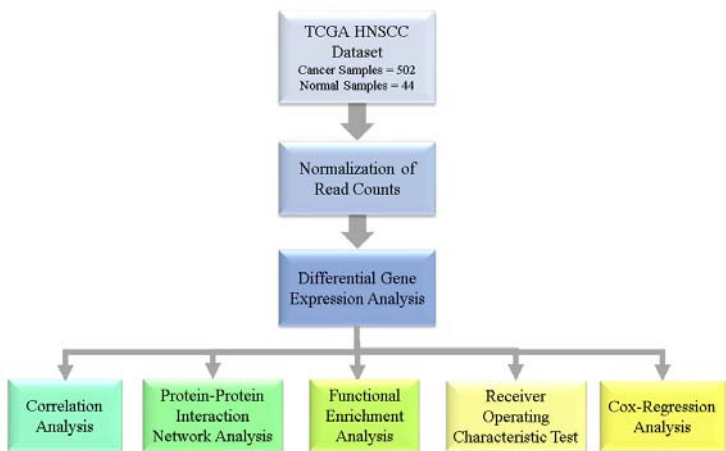 TCGA HNSCC
Dataset
Cancer Samples = 502
Normal Samples = 44
Normalization of
Read Counts
Differential Gene
Expression Analysis
Correlation
Analysis
Protein-Protein
Interaction
Network Analysis
Functional
Enrichment
Analysis
Receiver
Operating
Characteristic Test
Cox-Regression
Analysis